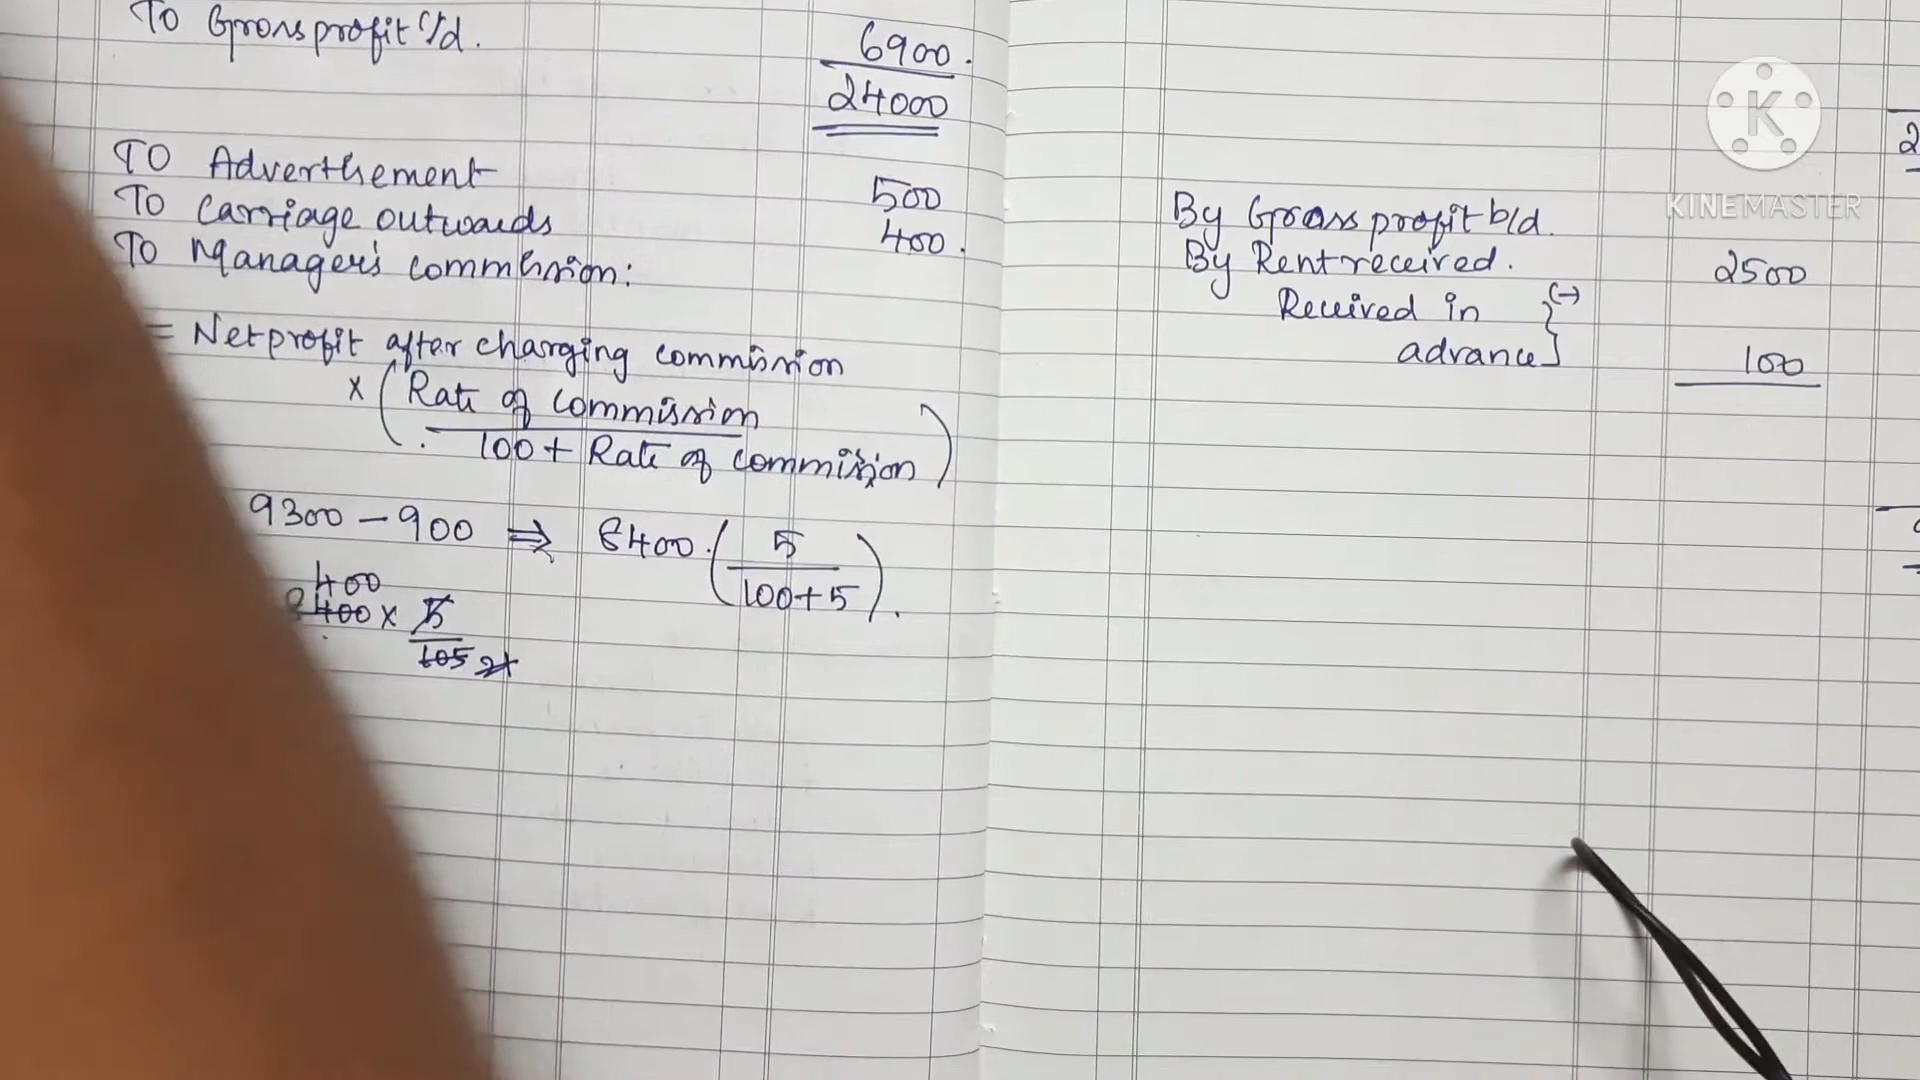 To Gross profit c/d. 6900.
24000
TO Advertisement 500
To Carriage outwards 400.
To Manager's commission:
= Net profit after charging commission
× ( Rate of commission
100 + Rate of commission )
9300 - 900 ⇒ 8400. ( 5
100+5 ).
400
8400 × 5
105 21
K
KINEMASTER
2
By Gross profit b/d.
By Rent received. 2500
Received in } (-)
advance 100